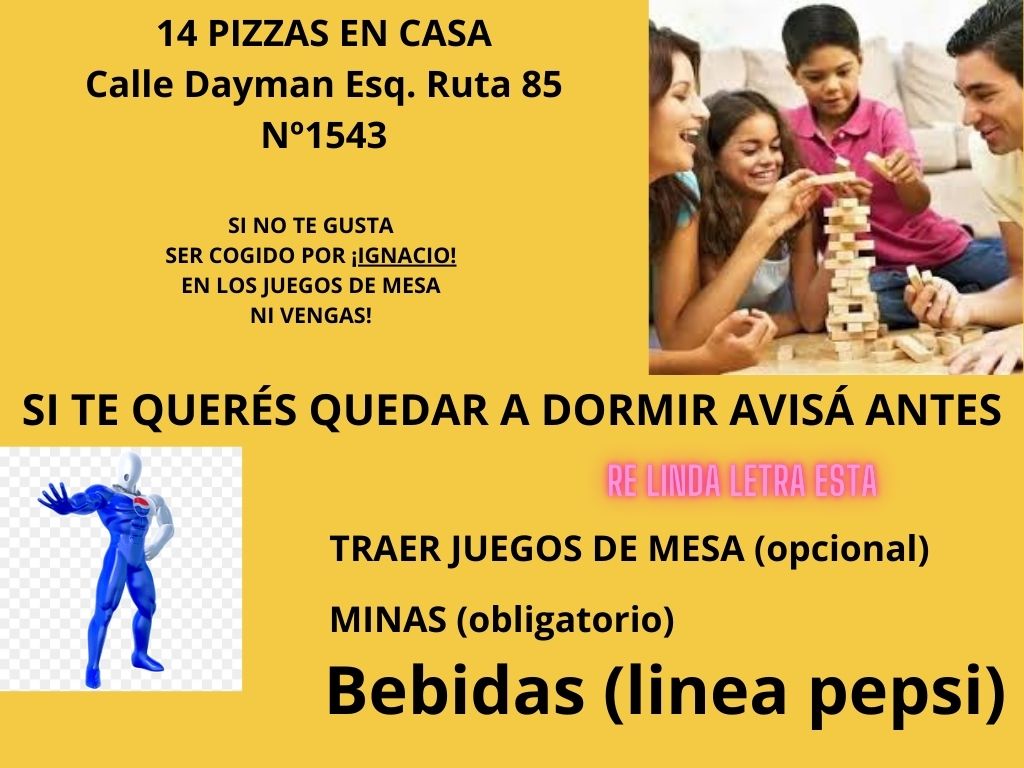 14 PIZZAS EN CASA
Calle Dayman Esq. Ruta 85
Nº1543
SI NO TE GUSTA
SER COGIDO POR ¡IGNACIO!
EN LOS JUEGOS DE MESA
NI VENGAS!
SI TE QUERÉS QUEDAR A DORMIR AVISÁ ANTES
RE LINDA LETRA ESTA
TRAER JUEGOS DE MESA (opcional)
MINAS (obligatorio)
Bebidas (linea pepsi)